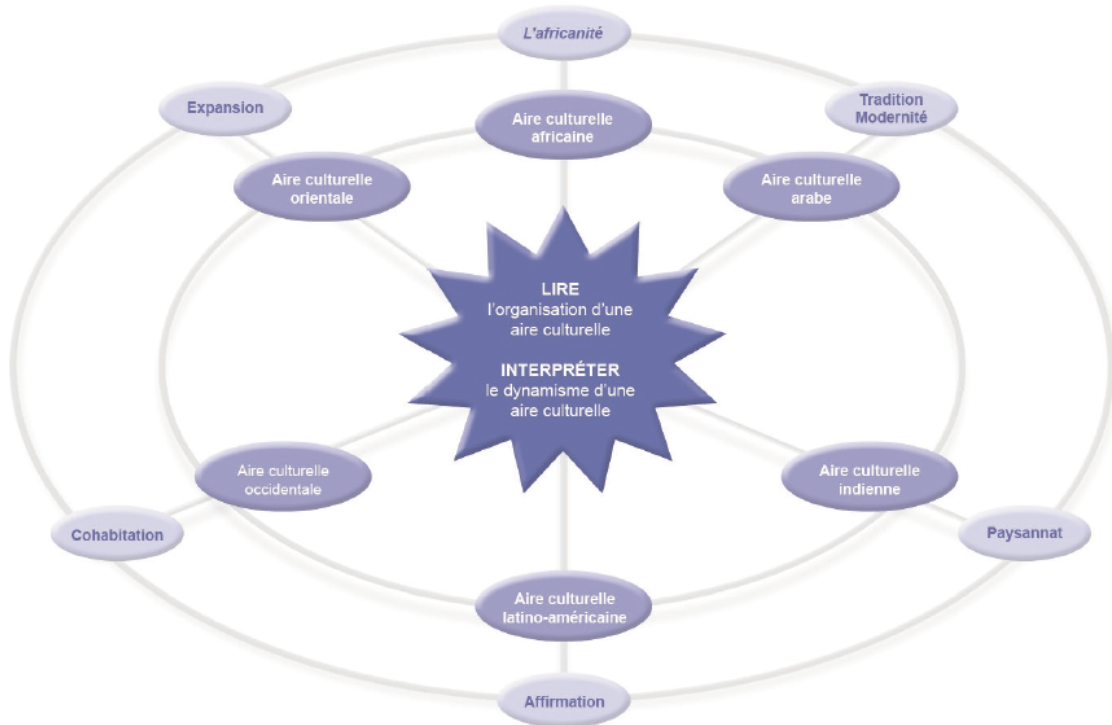 L'africanité
Expansion
Tradition
Modernité
Aire culturelle
africaine
Aire culturelle
orientale
Aire culturelle
arabe
LIRE
l'organisation d'une
aire culturelle
INTERPRÉTER
le dynamisme d'une
aire culturelle
Aire culturelle
occidentale
Aire culturelle
indienne
Cohabitation
Paysannat
Aire culturelle
latino-américaine
Affirmation